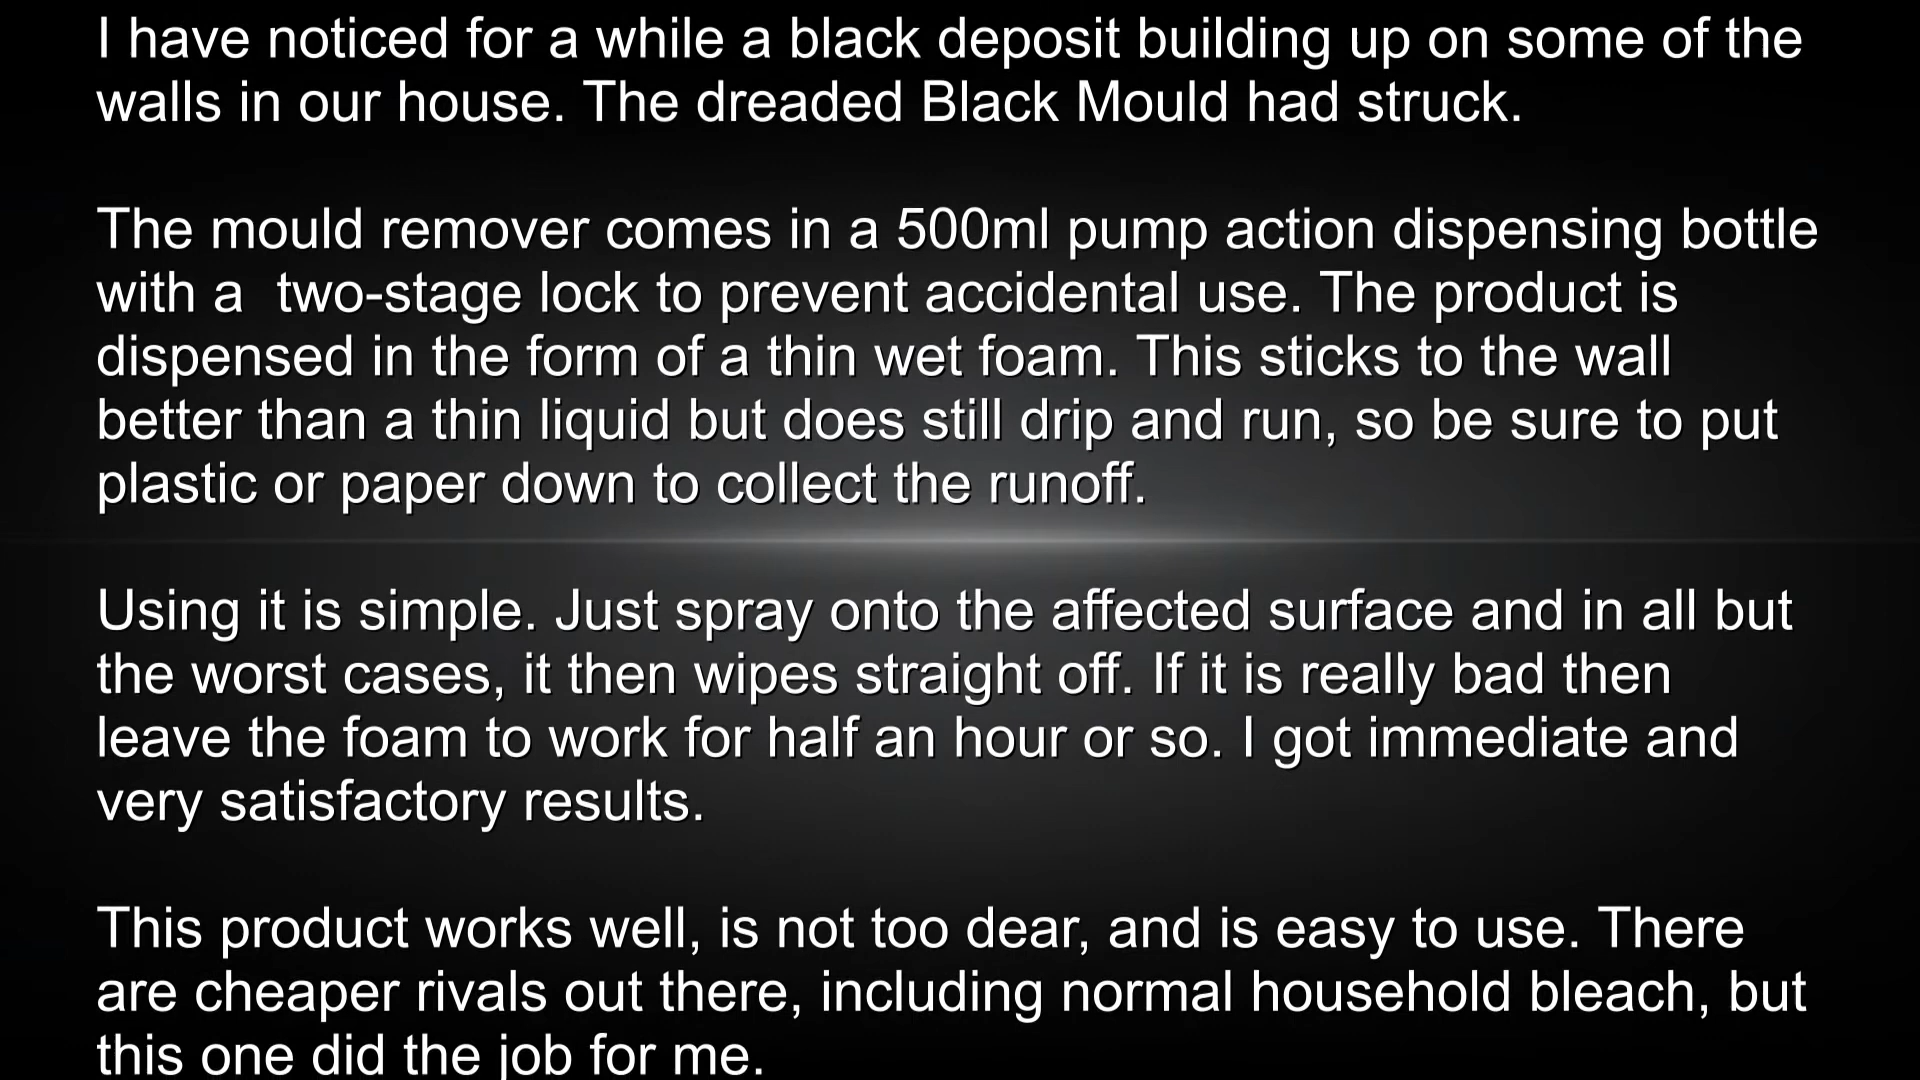 I have noticed for a while a black deposit building up on some of the
walls in our house. The dreaded Black Mould had struck.
The mould remover comes in a 500ml pump action dispensing bottle
with a  two-stage lock to prevent accidental use. The product is
dispensed in the form of a thin wet foam. This sticks to the wall
better than a thin liquid but does still drip and run, so be sure to put
plastic or paper down to collect the runoff.
Using it is simple. Just spray onto the affected surface and in all but
the worst cases, it then wipes straight off. If it is really bad then
leave the foam to work for half an hour or so. I got immediate and
very satisfactory results.
This product works well, is not too dear, and is easy to use. There
are cheaper rivals out there, including normal household bleach, but
this one did the job for me.